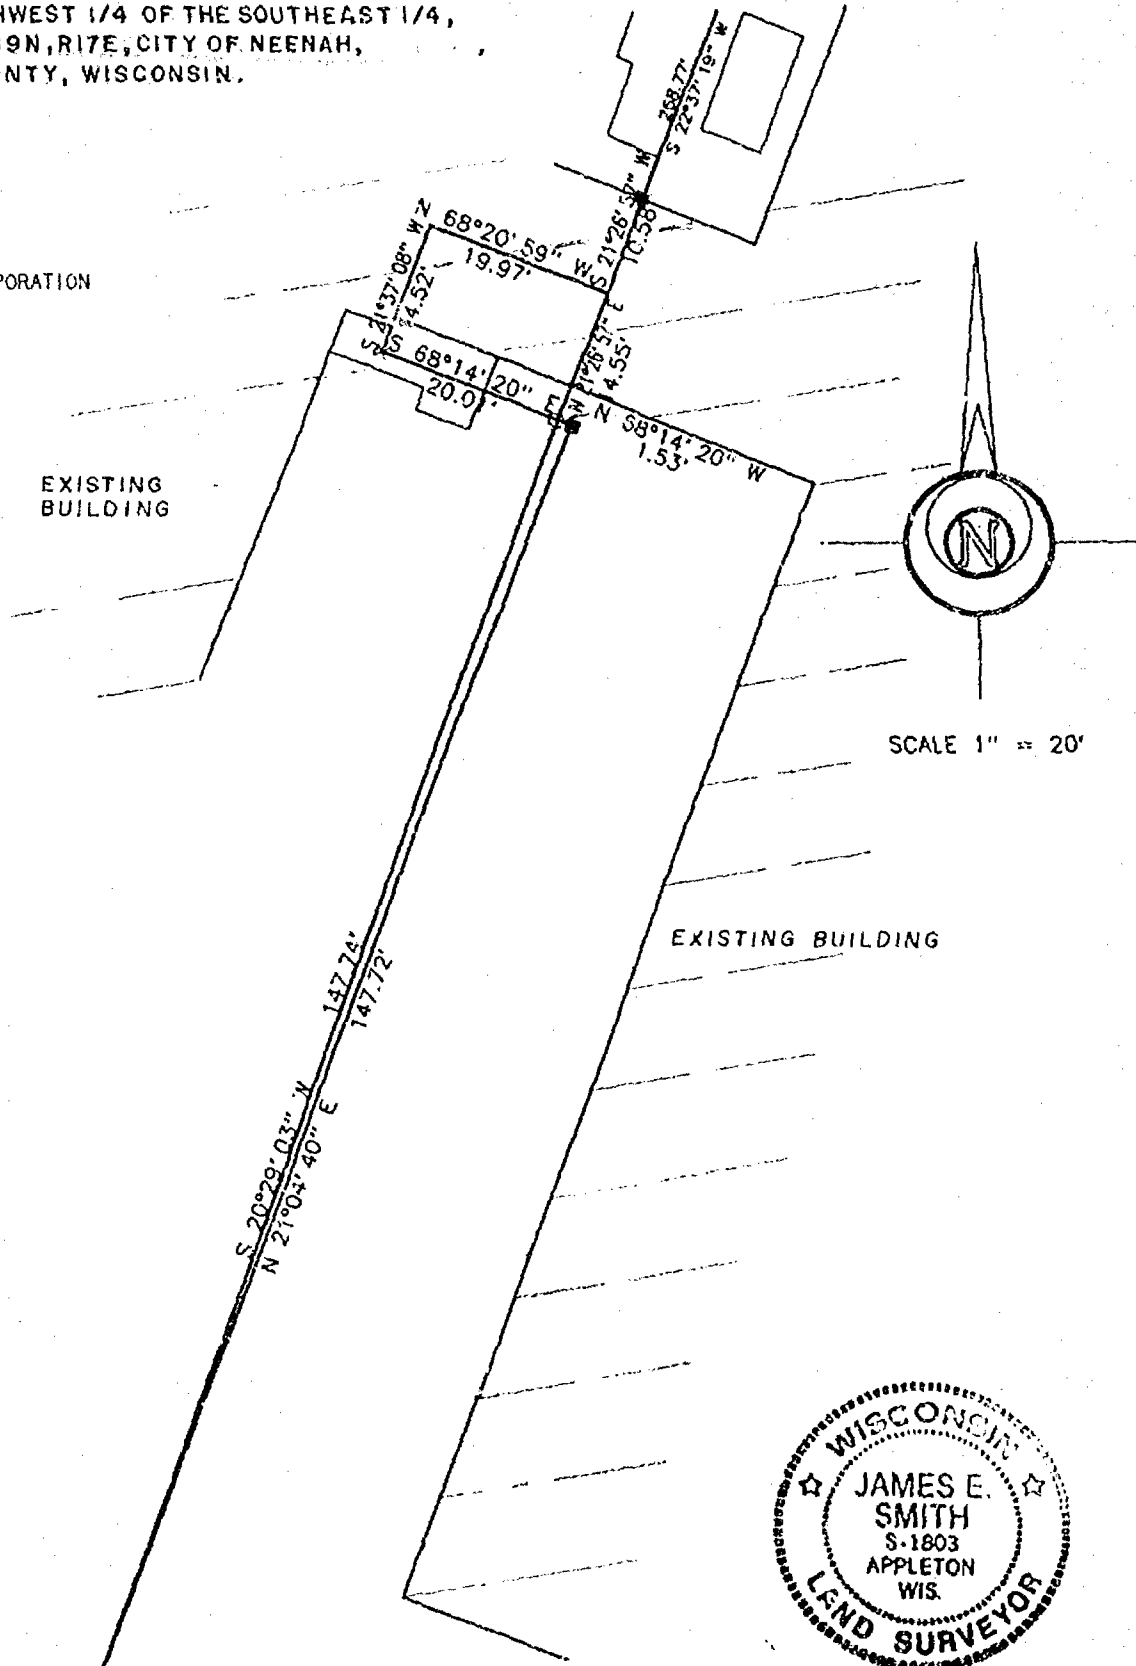 HWEST 1/4 OF THE SOUTHEAST 1/4,
9N, R17E, CITY OF NEENAH,
NTY, WISCONSIN.
268.77'
S 22°37'19" W
S 21°26'57" W
10.58'
68°20'59" W
19.97'
PORATION
S 21°37'08" W
14.52'
21°26'57" E
4.55'
S 68°14'20" E
20.01'
N 68°14'20" W
1.53'
EXISTING
BUILDING
N
SCALE 1" = 20'
EXISTING BUILDING
147.74'
147.72'
S 20°29'03" W
N 21°04'40" E
WISCONSIN
JAMES E.
SMITH
S-1803
APPLETON
WIS.
LAND SURVEYOR